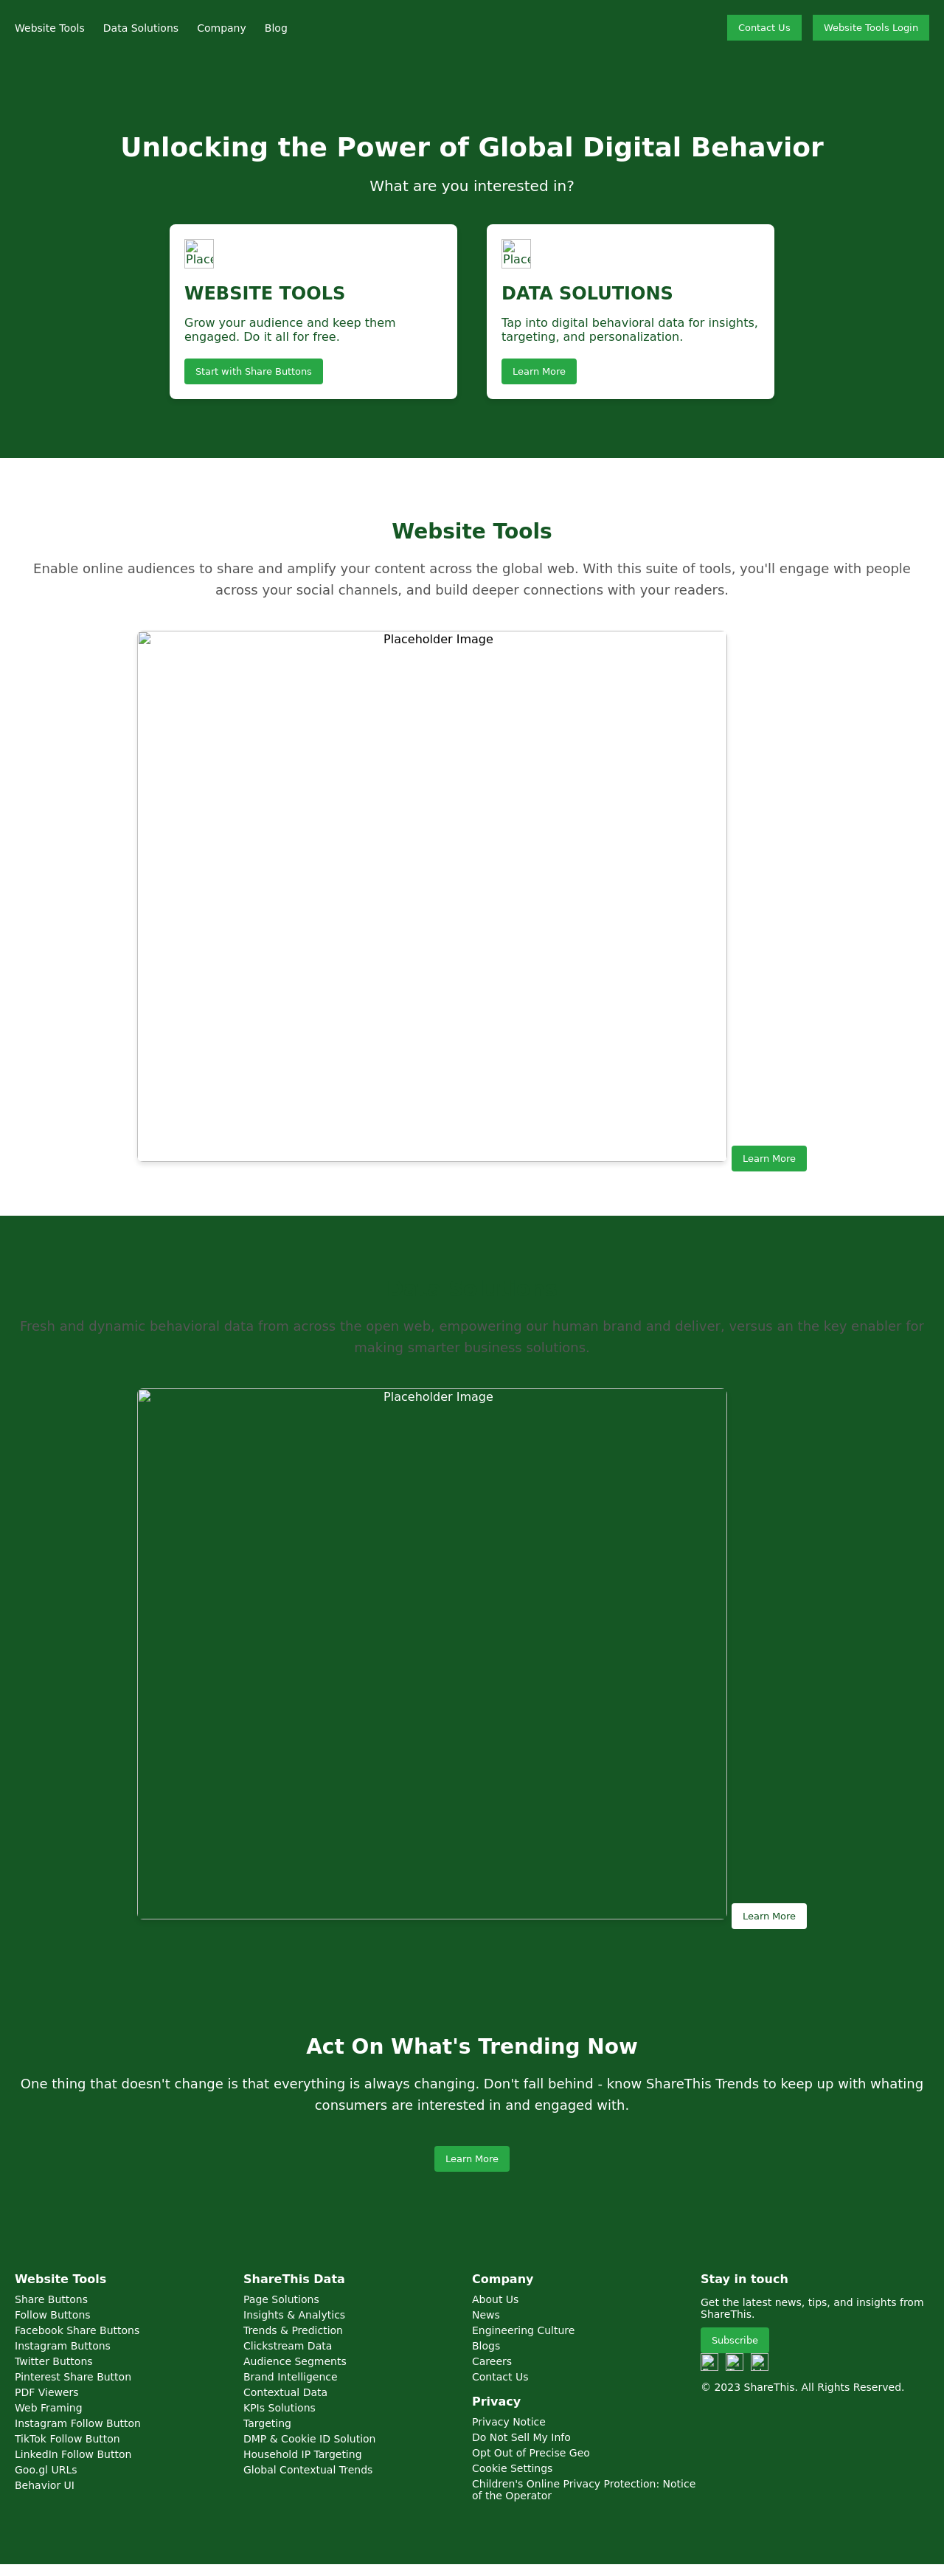 Website Tools Data Solutions Company Blog Contact Us Website Tools Login
Unlocking the Power of Global Digital Behavior
What are you interested in?
WEBSITE TOOLS
Grow your audience and keep them
engaged. Do it all for free.
Start with Share Buttons
DATA SOLUTIONS
Tap into digital behavioral data for insights,
targeting, and personalization.
Learn More
Website Tools
Enable online audiences to share and amplify your content across the global web. With this suite of tools, you'll engage with people
across your social channels, and build deeper connections with your readers.
Placeholder Image
Learn More
Fresh and dynamic behavioral data from across the open web, empowering our human brand and deliver, versus an the key enabler for
making smarter business solutions.
Placeholder Image
Learn More
Act On What's Trending Now
One thing that doesn't change is that everything is always changing. Don't fall behind - know ShareThis Trends to keep up with whating
consumers are interested in and engaged with.
Learn More
Website Tools
Share Buttons
Follow Buttons
Facebook Share Buttons
Instagram Buttons
Twitter Buttons
Pinterest Share Button
PDF Viewers
Web Framing
Instagram Follow Button
TikTok Follow Button
LinkedIn Follow Button
Goo.gl URLs
Behavior UI
ShareThis Data
Page Solutions
Insights & Analytics
Trends & Prediction
Clickstream Data
Audience Segments
Brand Intelligence
Contextual Data
KPIs Solutions
Targeting
DMP & Cookie ID Solution
Household IP Targeting
Global Contextual Trends
Company
About Us
News
Engineering Culture
Blogs
Careers
Contact Us
Privacy
Privacy Notice
Do Not Sell My Info
Opt Out of Precise Geo
Cookie Settings
Children's Online Privacy Protection: Notice
of the Operator
Stay in touch
Get the latest news, tips, and insights from
ShareThis.
Subscribe
© 2023 ShareThis. All Rights Reserved.